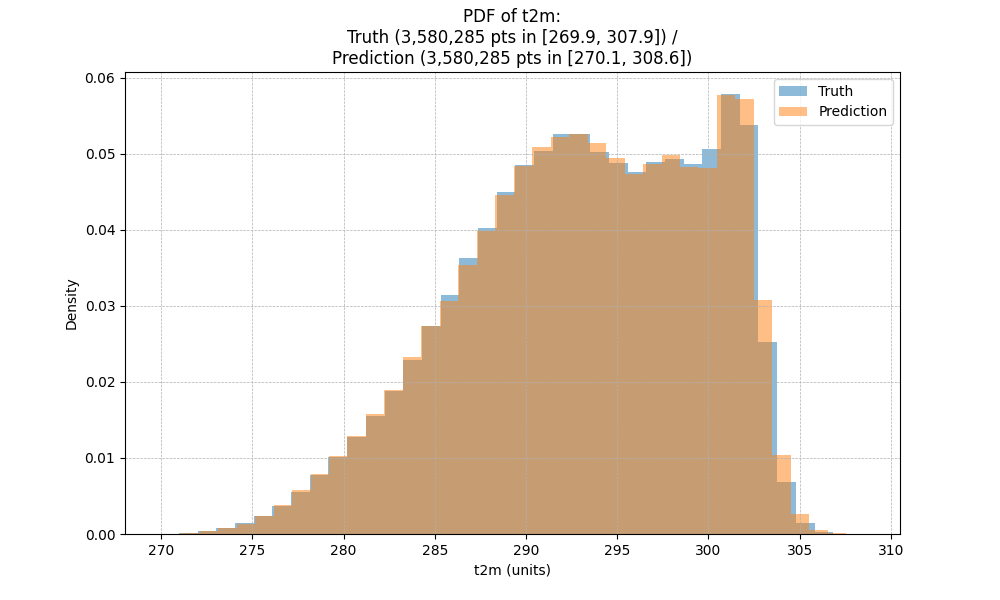 PDF of t2m:
Truth (3,580,285 pts in [269.9, 307.9]) /
Prediction (3,580,285 pts in [270.1, 308.6])
Truth
Prediction
0.06
0.05
0.04
0.03
0.02
0.01
0.00
Density
270
275
280
285
290
295
300
305
310
t2m (units)